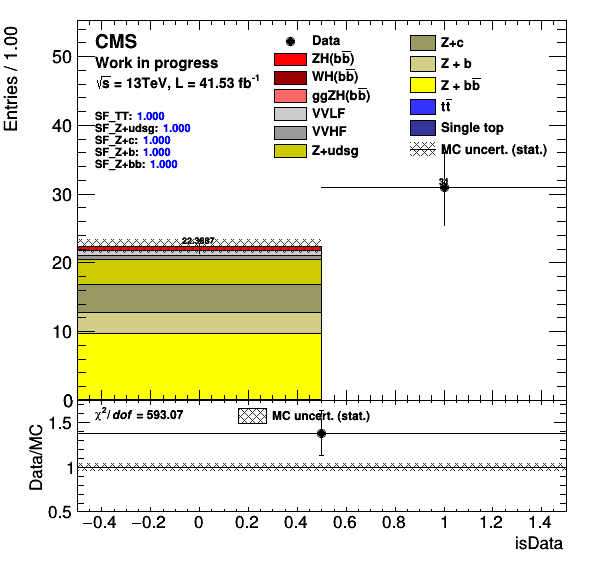 CMS
Work in progress
√s = 13TeV, L = 41.53 fb⁻¹
SF_TT: 1.000
SF_Z+udsg: 1.000
SF_Z+c: 1.000
SF_Z+b: 1.000
SF_Z+bb: 1.000
Data
ZH(bb̅)
WH(bb̅)
ggZH(bb̅)
VVLF
VVHF
Z+udsg
Z+c
Z + b
Z + bb̅
tt̅
Single top
MC uncert. (stat.)
Entries / 1.00
50
40
30
20
10
0
22.3987
31
χ²/dof = 593.07
MC uncert. (stat.)
Data/MC
1.5
1
0.5
−0.4 −0.2 0 0.2 0.4 0.6 0.8 1 1.2 1.4
isData